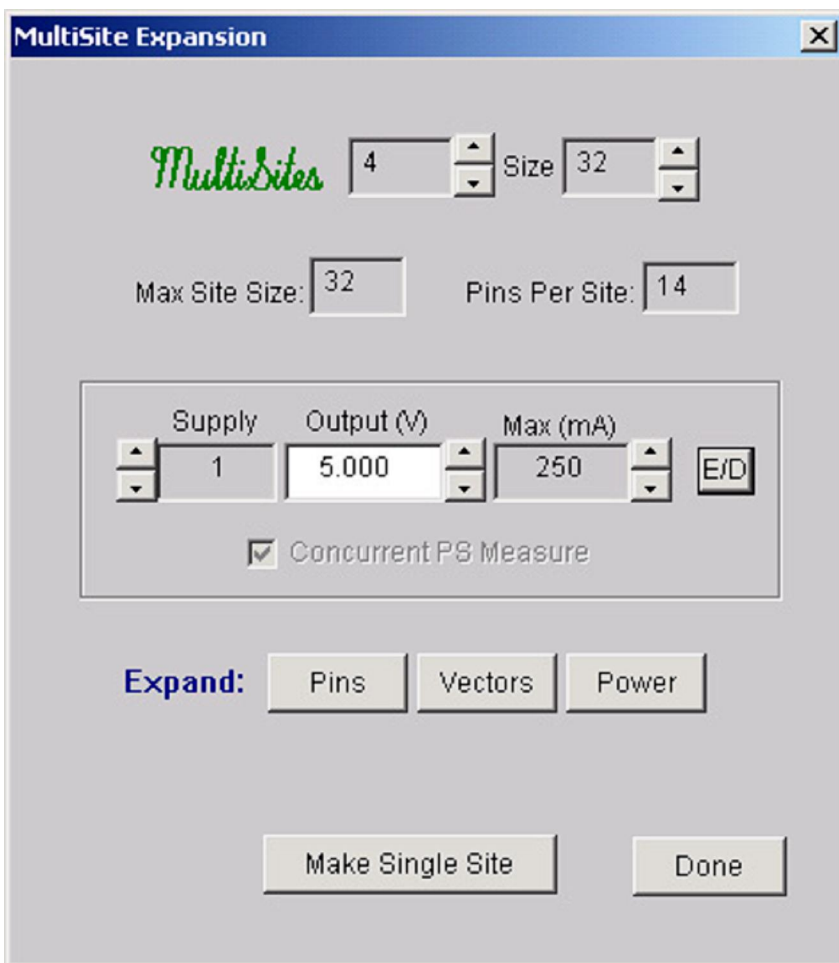 MultiSite Expansion
MultiSites 4 Size 32
Max Site Size: 32 Pins Per Site: 14
Supply Output (V) Max (mA)
1 5.000 250 E/D
Concurrent PS Measure
Expand: Pins Vectors Power
Make Single Site Done